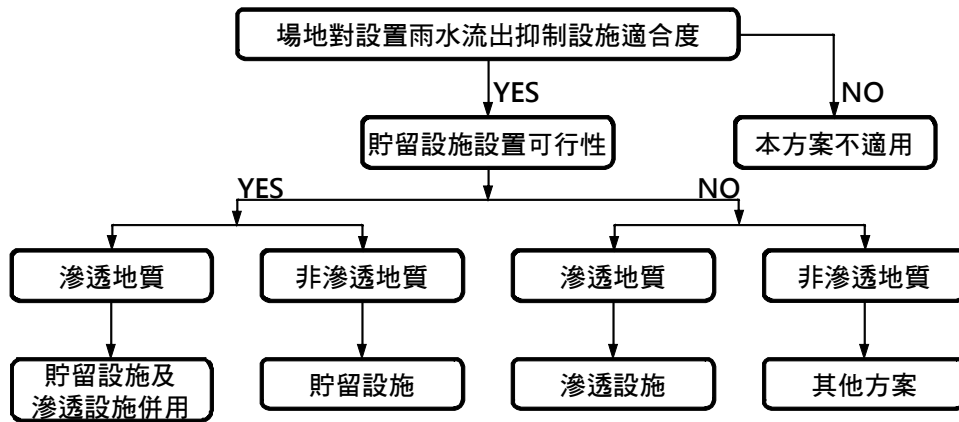 場地對設置雨水流出抑制設施適合度
YES
NO
貯留設施設置可行性
本方案不適用
YES
NO
滲透地質
非滲透地質
滲透地質
非滲透地質
貯留設施及
滲透設施併用
貯留設施
滲透設施
其他方案